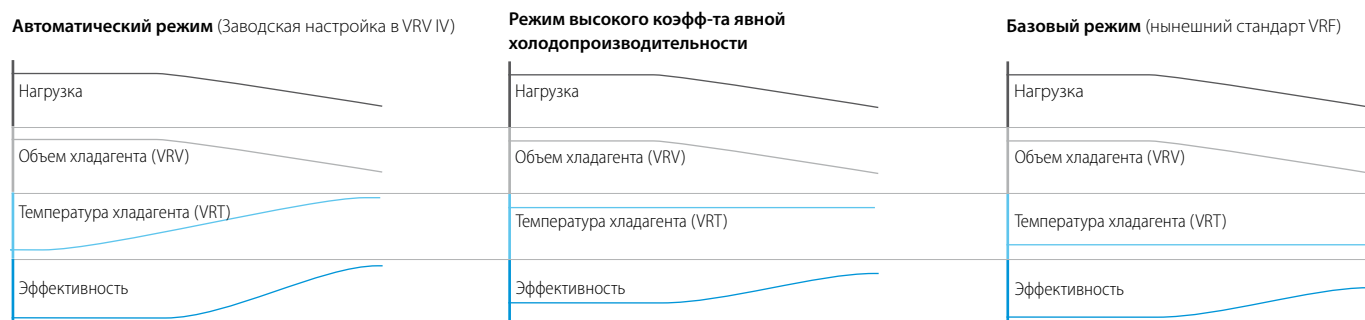 Автоматический режим (Заводская настройка в VRV IV)
Нагрузка
Объем хладагента (VRV)
Температура хладагента (VRT)
Эффективность
Режим высокого коэфф-та явной
холодопроизводительности
Нагрузка
Объем хладагента (VRV)
Температура хладагента (VRT)
Эффективность
Базовый режим (нынешний стандарт VRF)
Нагрузка
Объем хладагента (VRV)
Температура хладагента (VRT)
Эффективность